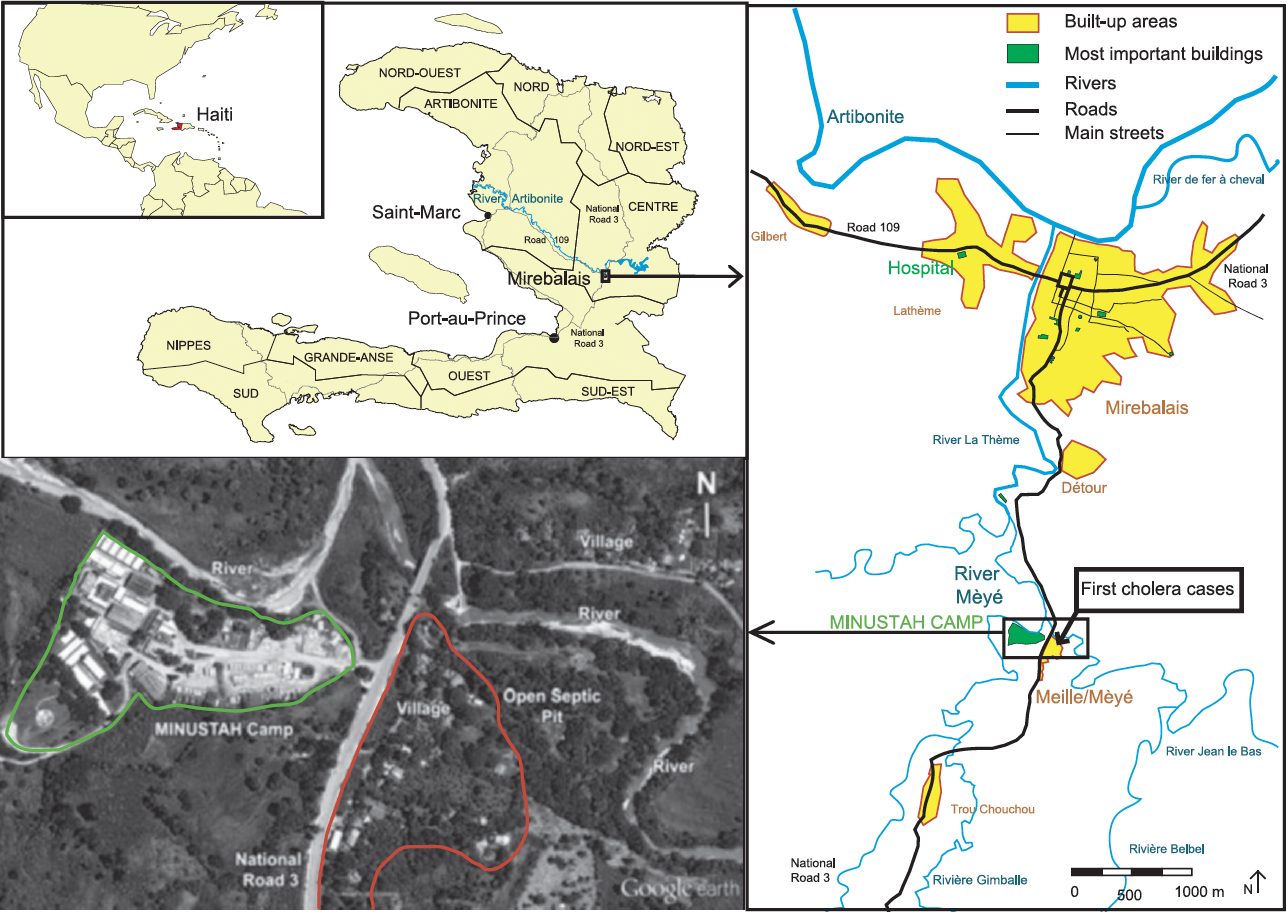 Haiti
NORD-OUEST
NORD
ARTIBONITE
NORD-EST
River Artibonite
National
Road 3
CENTRE
Saint-Marc
Road 109
Mirebalais
Port-au-Prince
National
Road 3
NIPPES
GRANDE-ANSE
OUEST
SUD
SUD-EST
N
Village
River
River
Open Septic
Pit
Village
MINUSTAH Camp
River
National
Road 3
Google earth
Built-up areas
Most important buildings
Rivers
Roads
Main streets
Artibonite
River de fer à cheval
Gilbert
Road 109
Hospital
National
Road 3
Lathème
Mirebalais
River La Thème
Détour
River
Mèyé
First cholera cases
MINUSTAH CAMP
Meille/Mèyé
River Jean le Bas
Trou Chouchou
Rivière Belbel
National
Road 3
Rivière Gimballe
0 500 1000 m
N